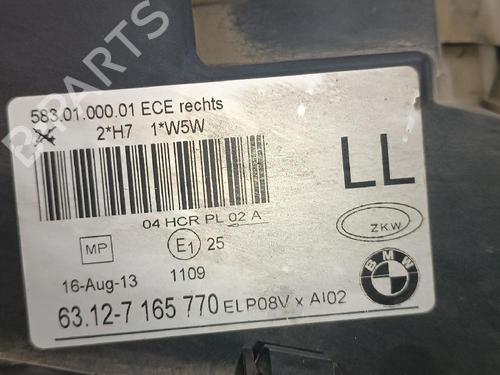 583.01.000.01 ECE rechts
2*H7 1*W5W
LL
04 HCR PL 02 A
ZKW
MP
E1 25
BMW
16-Aug-13
1109
63.12-7 165 770 ELP08V x AI02
B-PARTS